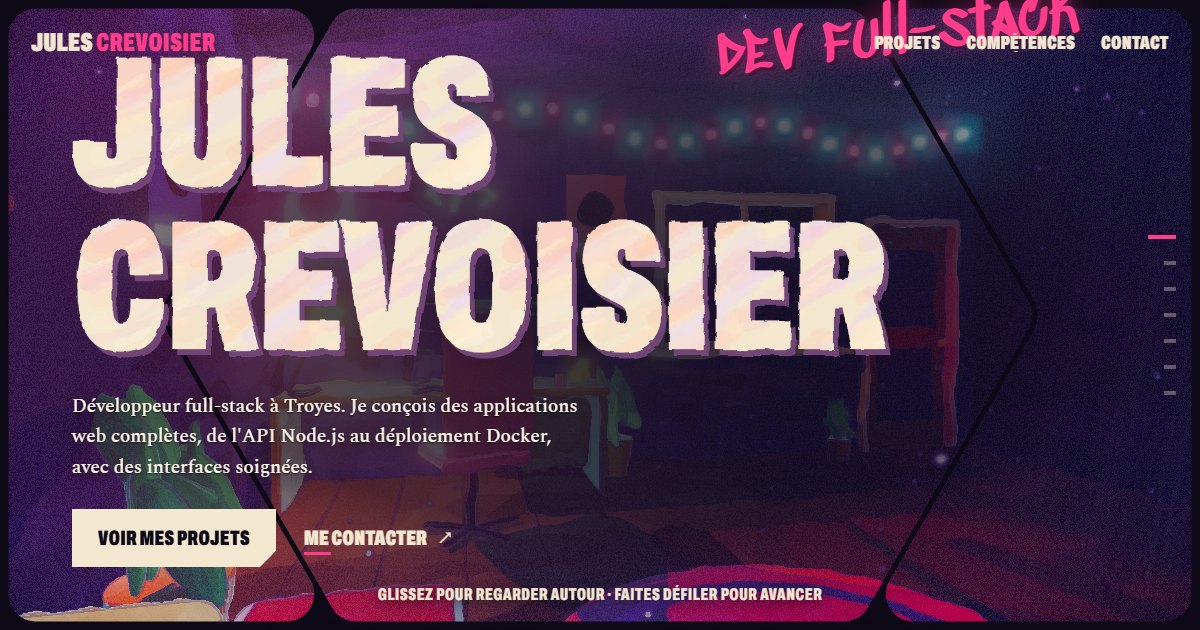 JULES CREVOISIER
DEV FUll-STACK
PROJETS COMPÉTENCES CONTACT
JULES
CREVOISIER
Développeur full-stack à Troyes. Je conçois des applications
web complètes, de l'API Node.js au déploiement Docker,
avec des interfaces soignées.
VOIR MES PROJETS
ME CONTACTER ↗
GLISSEZ POUR REGARDER AUTOUR · FAITES DÉFILER POUR AVANCER